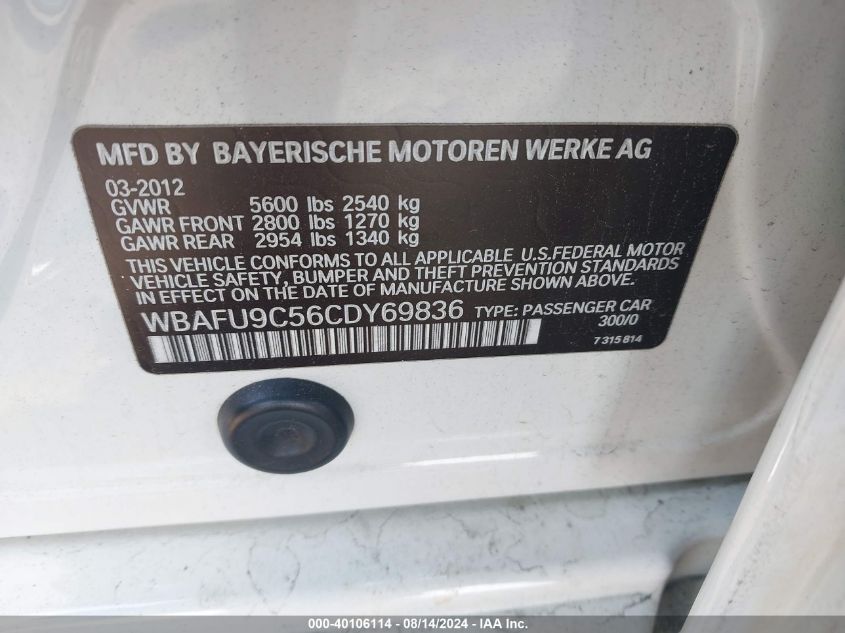 MFD BY BAYERISCHE MOTOREN WERKE AG
03-2012
GVWR 5600 lbs 2540 kg
GAWR FRONT 2800 lbs 1270 kg
GAWR REAR 2954 lbs 1340 kg
THIS VEHICLE CONFORMS TO ALL APPLICABLE U.S.FEDERAL MOTOR
VEHICLE SAFETY, BUMPER AND THEFT PREVENTION STANDARDS
IN EFFECT ON THE DATE OF MANUFACTURE SHOWN ABOVE.
WBAFU9C56CDY69836 TYPE: PASSENGER CAR
300/0
7 315 814
000-40106114 - 08/14/2024 - IAA Inc.